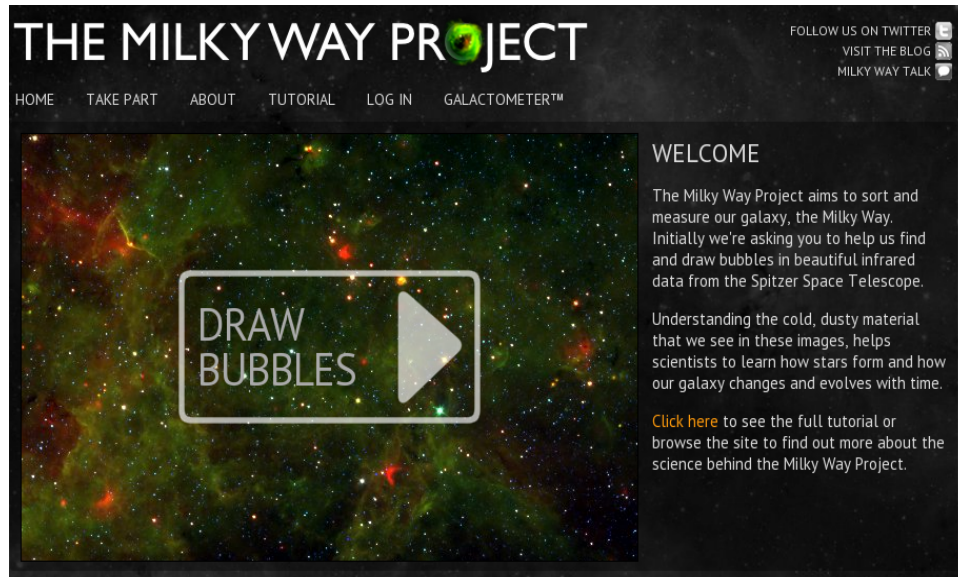 THE MILKY WAY PROJECT
FOLLOW US ON TWITTER
VISIT THE BLOG
MILKY WAY TALK
HOME TAKE PART ABOUT TUTORIAL LOG IN GALACTOMETER™
DRAW
BUBBLES
WELCOME
The Milky Way Project aims to sort and
measure our galaxy, the Milky Way.
Initially we're asking you to help us find
and draw bubbles in beautiful infrared
data from the Spitzer Space Telescope.
Understanding the cold, dusty material
that we see in these images, helps
scientists to learn how stars form and how
our galaxy changes and evolves with time.
Click here to see the full tutorial or
browse the site to find out more about the
science behind the Milky Way Project.